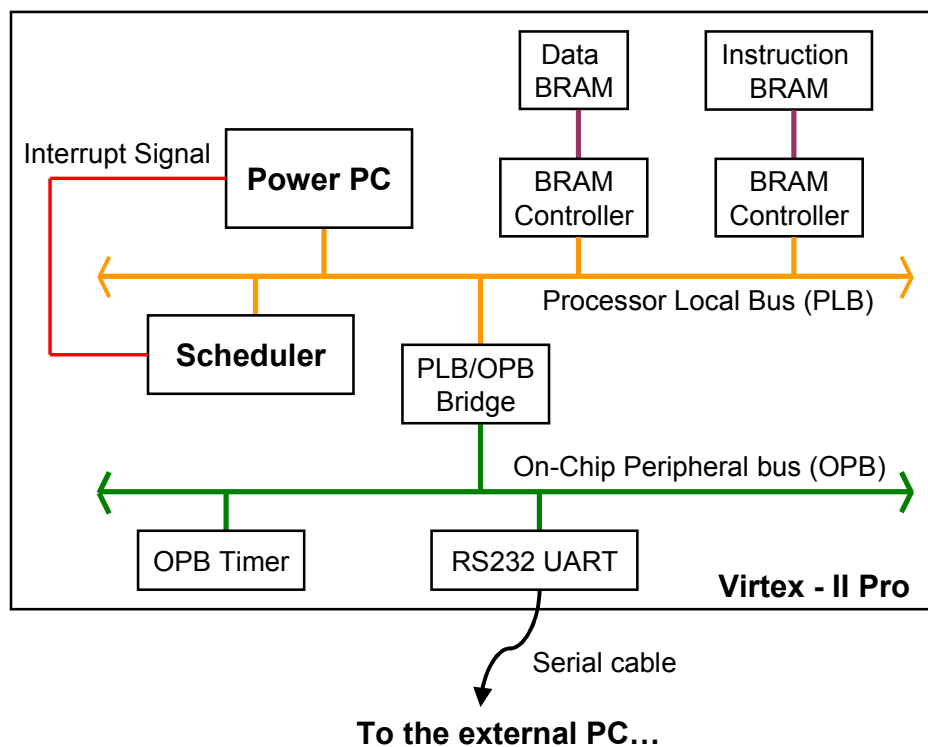 Data
BRAM
Instruction
BRAM
Interrupt Signal
Power PC
BRAM
Controller
BRAM
Controller
Processor Local Bus (PLB)
Scheduler
PLB/OPB
Bridge
On-Chip Peripheral bus (OPB)
OPB Timer
RS232 UART
Virtex - II Pro
Serial cable
To the external PC…